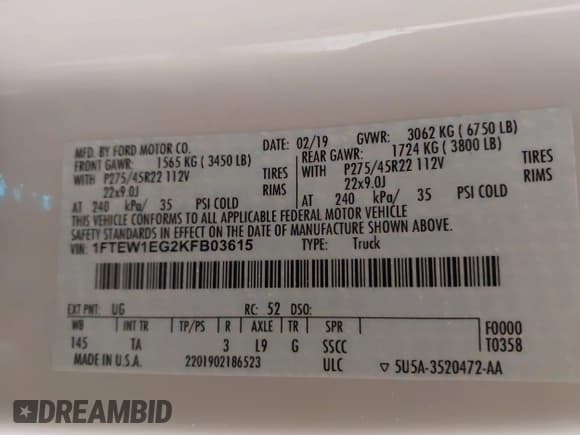 MFD. BY FORD MOTOR CO. DATE: 02/19 GVWR: 3062 KG ( 6750 LB)
FRONT GAWR: 1565 KG ( 3450 LB) REAR GAWR: 1724 KG ( 3800 LB)
WITH P275/45R22 112V TIRES WITH P275/45R22 112V TIRES
22x9.0J RIMS 22x9.0J RIMS
AT 240 kPa/ 35 PSI COLD AT 240 kPa/ 35 PSI COLD
THIS VEHICLE CONFORMS TO ALL APPLICABLE FEDERAL MOTOR VEHICLE
SAFETY STANDARDS IN EFFECT ON THE DATE OF MANUFACTURE SHOWN ABOVE.
VIN: 1FTEW1EG2KFB03615 TYPE: Truck
EXT PNT: UG RC: 52 DSO:
WB INT TR TP/PS R AXLE TR SPR F0000
145 TA 3 L9 G SSCC T0358
MADE IN U.S.A. 2201902186523 ULC ▽ 5U5A-3520472-AA
DREAMBID